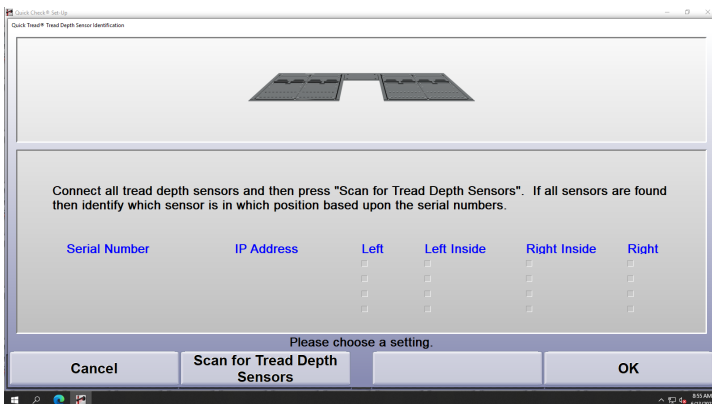 Quick Check® Set-Up
Quick Tread® Tread Depth Sensor Identification
Connect all tread depth sensors and then press "Scan for Tread Depth Sensors". If all sensors are found
then identify which sensor is in which position based upon the serial numbers.
Serial Number IP Address Left Left Inside Right Inside Right
Please choose a setting.
Cancel
Scan for Tread Depth
Sensors
OK
8:55 AM